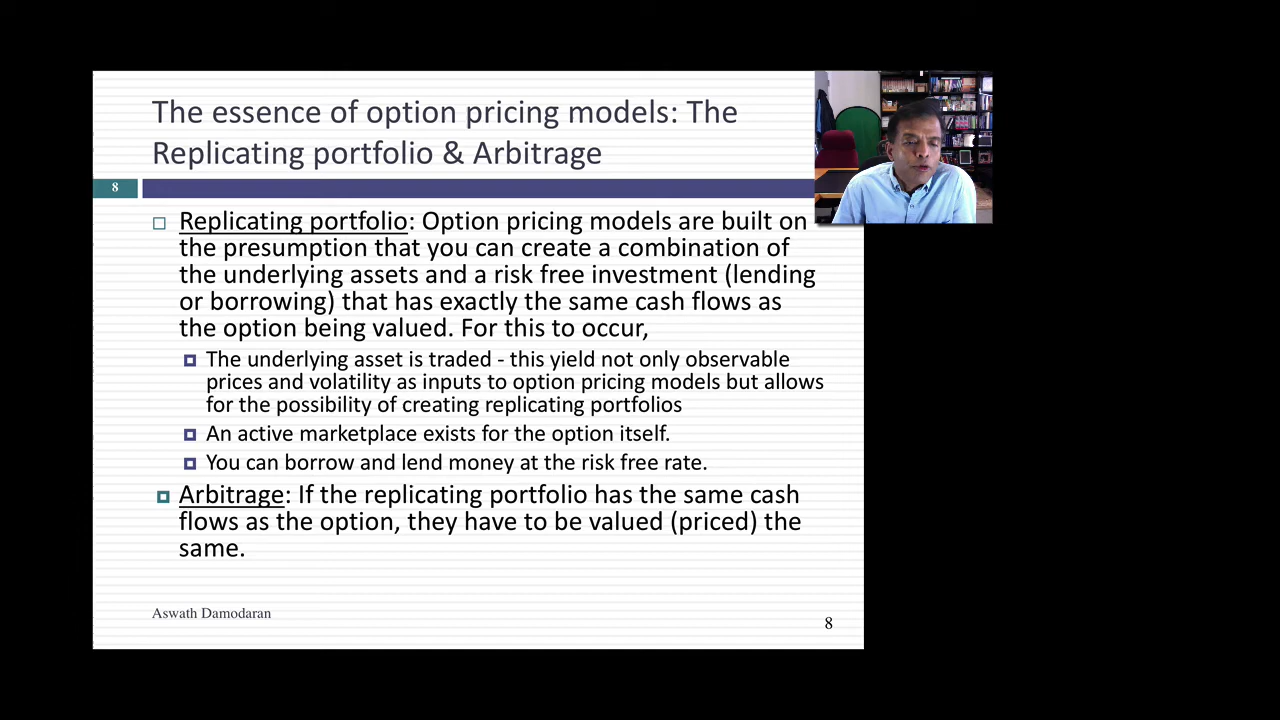 The essence of option pricing models: The
Replicating portfolio & Arbitrage
8
Replicating portfolio: Option pricing models are built on
the presumption that you can create a combination of
the underlying assets and a risk free investment (lending
or borrowing) that has exactly the same cash flows as
the option being valued. For this to occur,
The underlying asset is traded - this yield not only observable
prices and volatility as inputs to option pricing models but allows
for the possibility of creating replicating portfolios
An active marketplace exists for the option itself.
You can borrow and lend money at the risk free rate.
Arbitrage: If the replicating portfolio has the same cash
flows as the option, they have to be valued (priced) the
same.
Aswath Damodaran
8